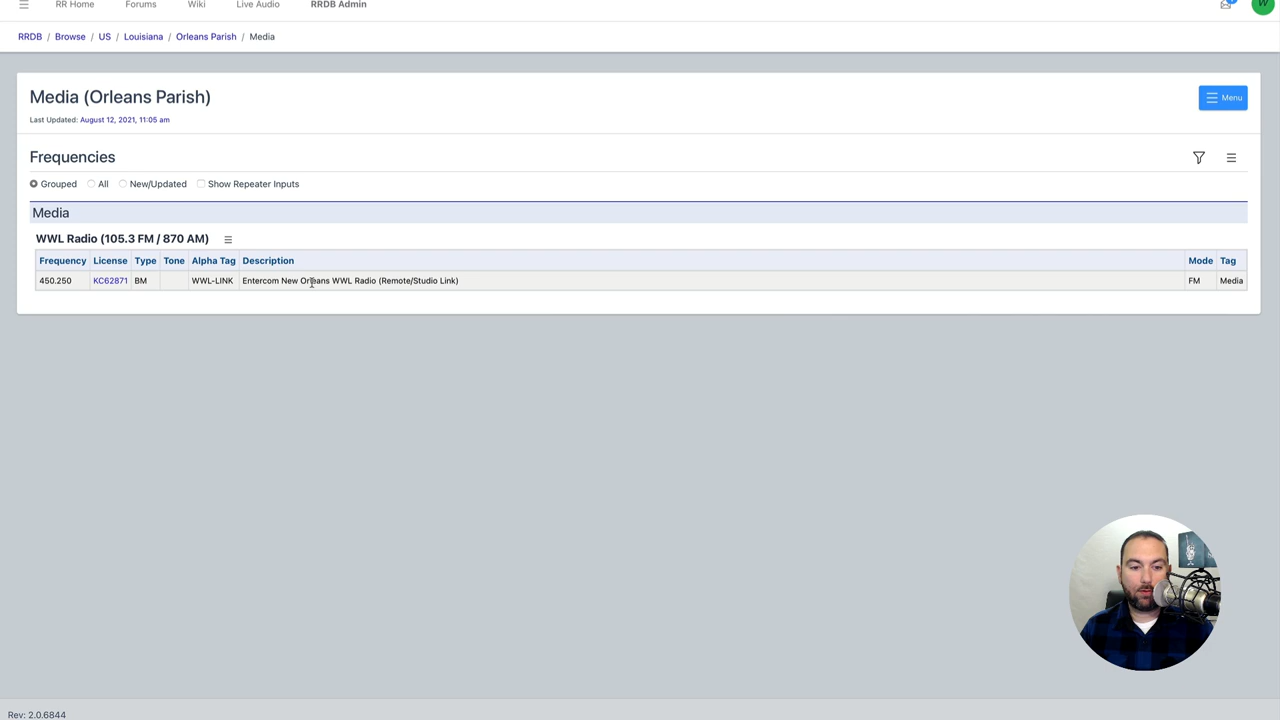 RR Home Forums Wiki Live Audio RRDB Admin
W
RRDB / Browse / US / Louisiana / Orleans Parish / Media
Media (Orleans Parish)
Menu
Last Updated: August 12, 2021, 11:05 am
Frequencies
Grouped All New/Updated Show Repeater Inputs
Media
WWL Radio (105.3 FM / 870 AM)
Frequency License Type Tone Alpha Tag Description Mode Tag
450.250 KC62871 BM WWL-LINK Entercom New Orleans WWL Radio (Remote/Studio Link) FM Media
Rev: 2.0.6844